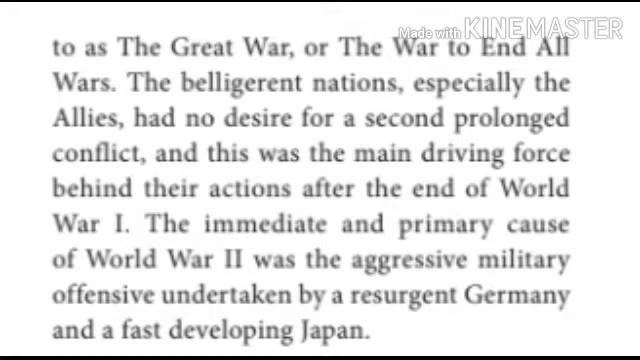 Made with KINEMASTER
to as The Great War, or The War to End All
Wars. The belligerent nations, especially the
Allies, had no desire for a second prolonged
conflict, and this was the main driving force
behind their actions after the end of World
War I. The immediate and primary cause
of World War II was the aggressive military
offensive undertaken by a resurgent Germany
and a fast developing Japan.